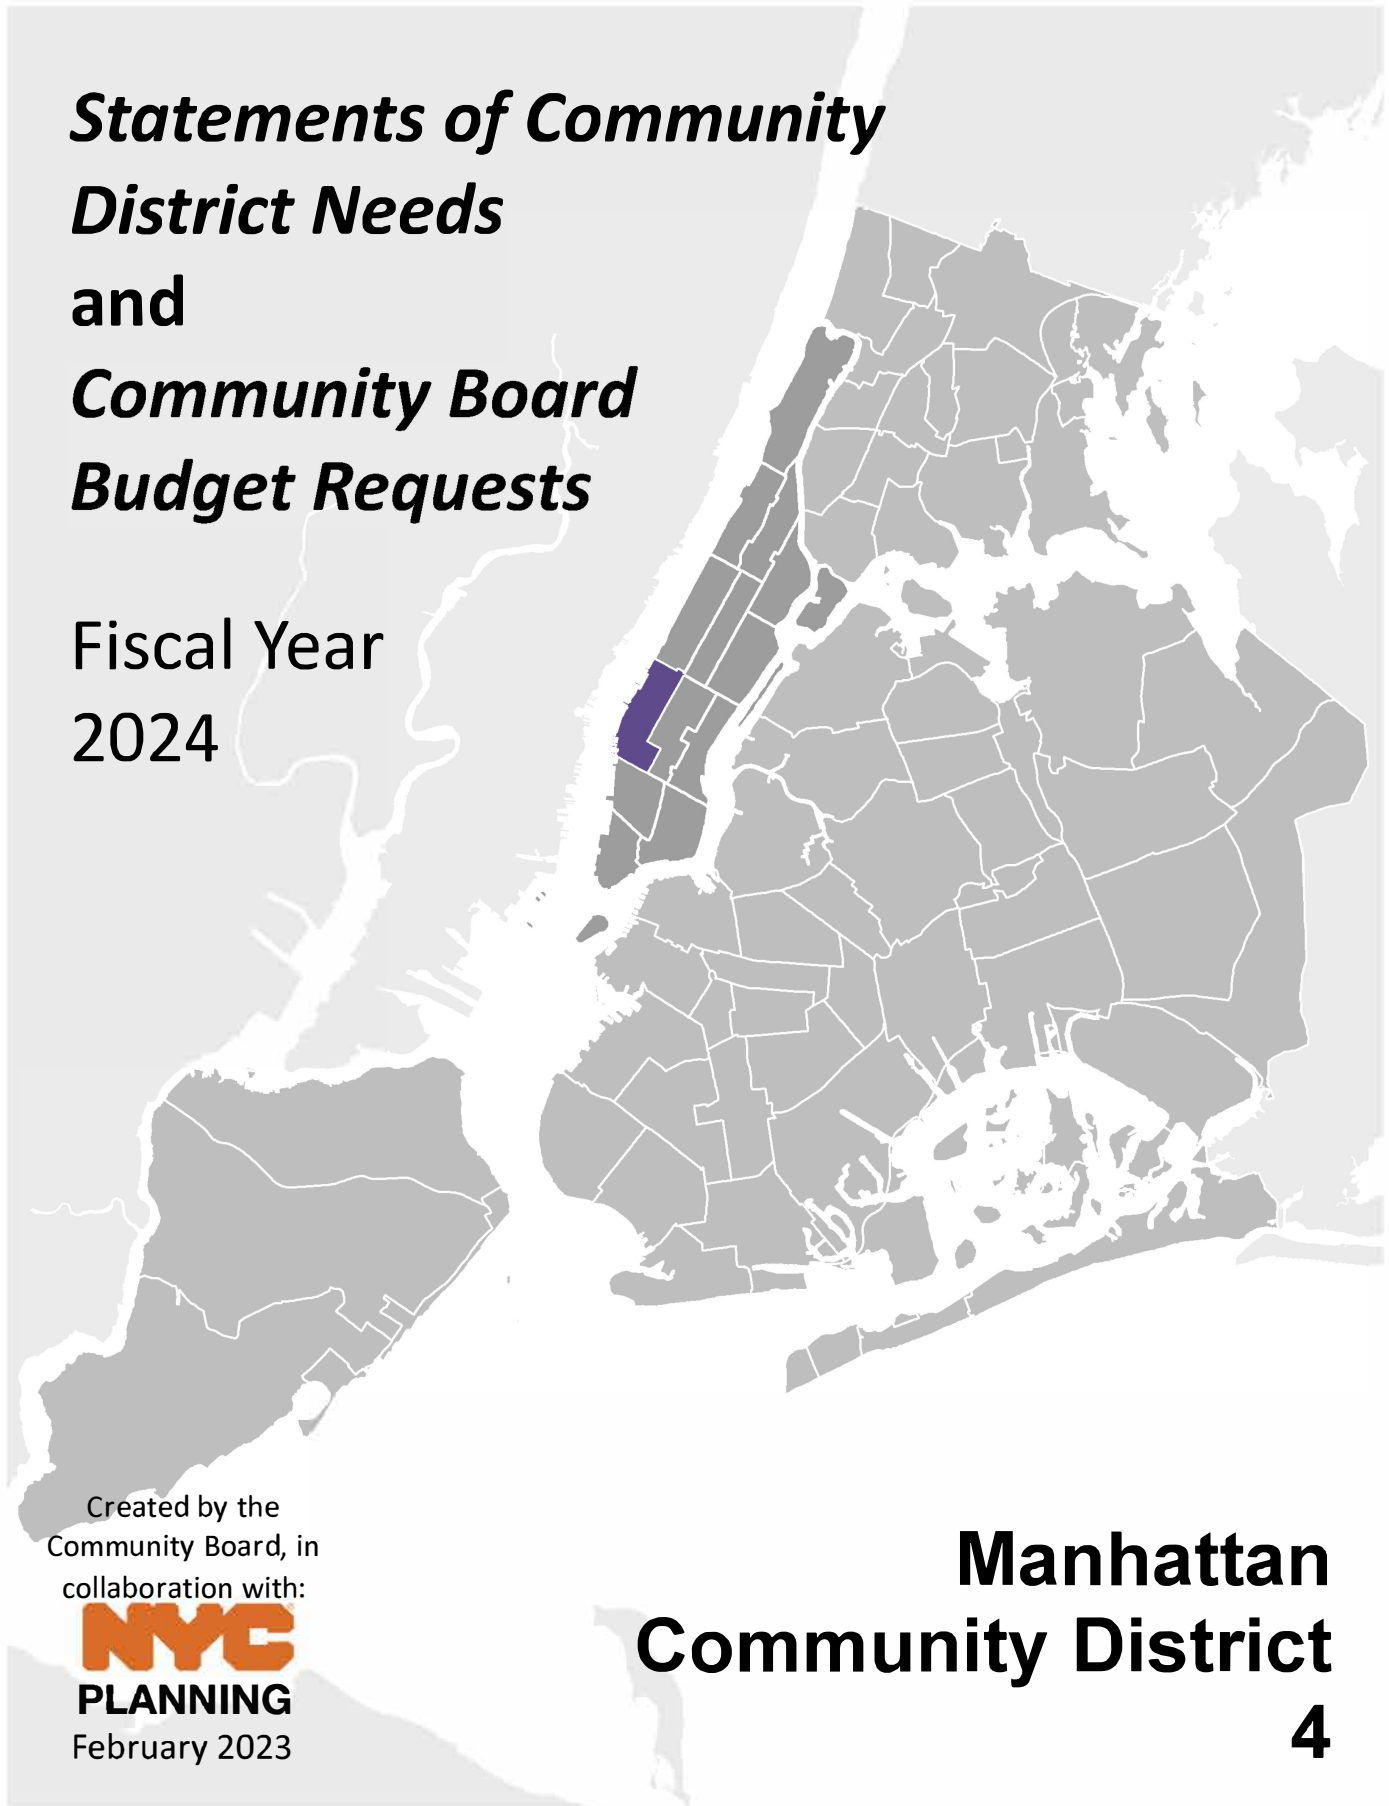 Statements of Community
District Needs
and
Community Board
Budget Requests
Fiscal Year
2024
Created by the
Community Board, in
collaboration with:
NYC
PLANNING
February 2023
Manhattan
Community District
4